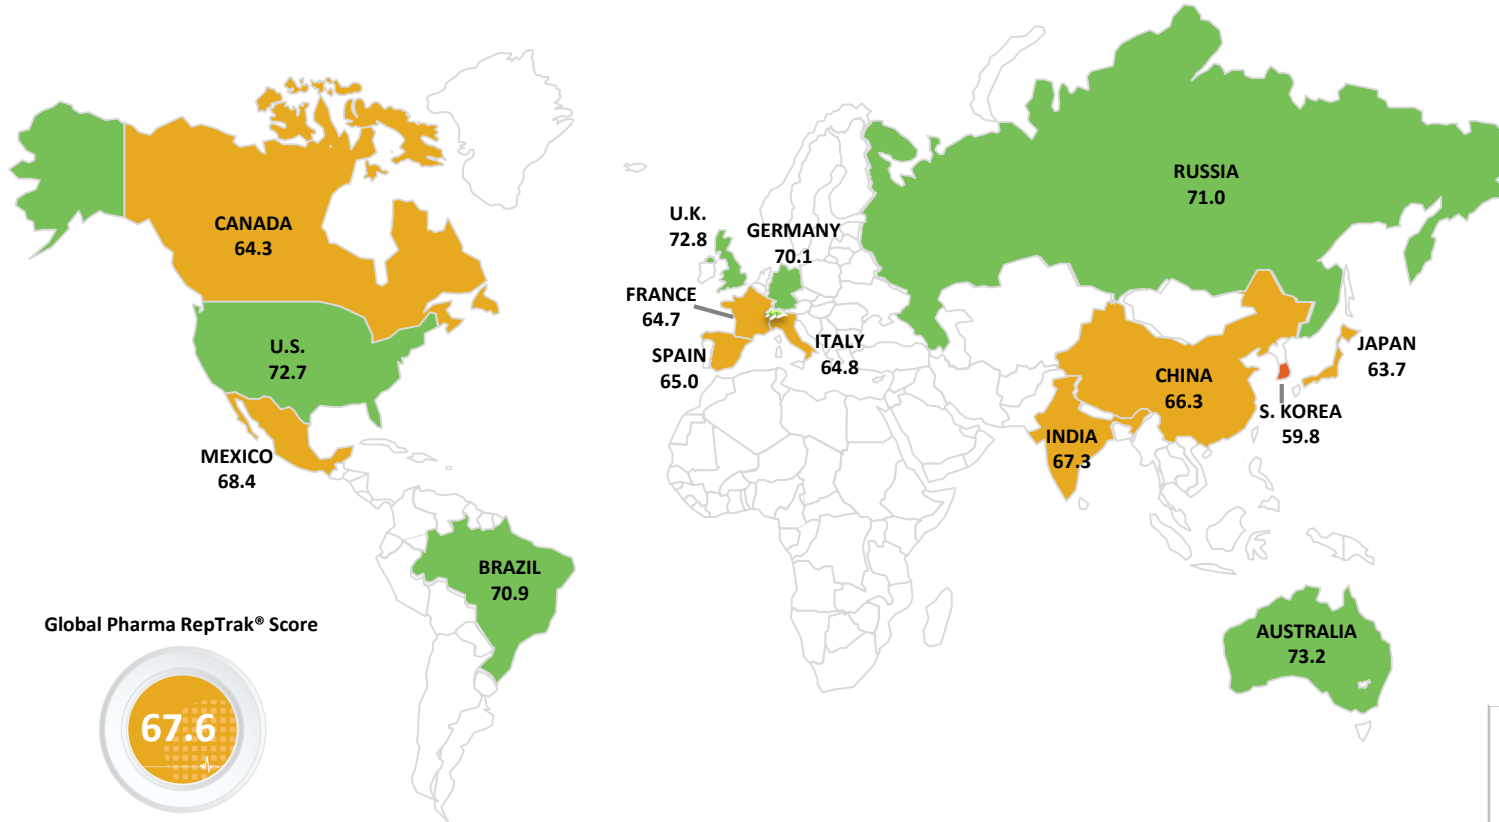 RUSSIA
71.0
U.K.
72.8
GERMANY
70.1
CANADA
64.3
FRANCE
64.7
U.S.
72.7
ITALY
64.8
SPAIN
65.0
JAPAN
63.7
CHINA
66.3
S. KOREA
59.8
INDIA
67.3
MEXICO
68.4
BRAZIL
70.9
AUSTRALIA
73.2
Global Pharma RepTrak® Score
67.6